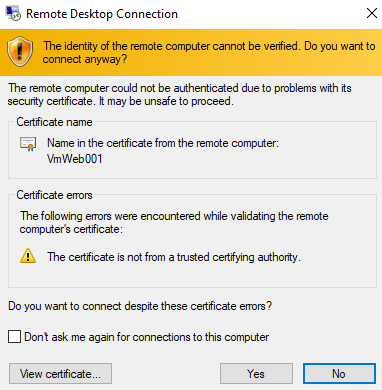 Remote Desktop Connection
The identity of the remote computer cannot be verified. Do you want to
connect anyway?
The remote computer could not be authenticated due to problems with its
security certificate. It may be unsafe to proceed.
Certificate name
Name in the certificate from the remote computer:
VmWeb001
Certificate errors
The following errors were encountered while validating the remote
computer's certificate:
The certificate is not from a trusted certifying authority.
Do you want to connect despite these certificate errors?
Don't ask me again for connections to this computer
View certificate...
Yes
No